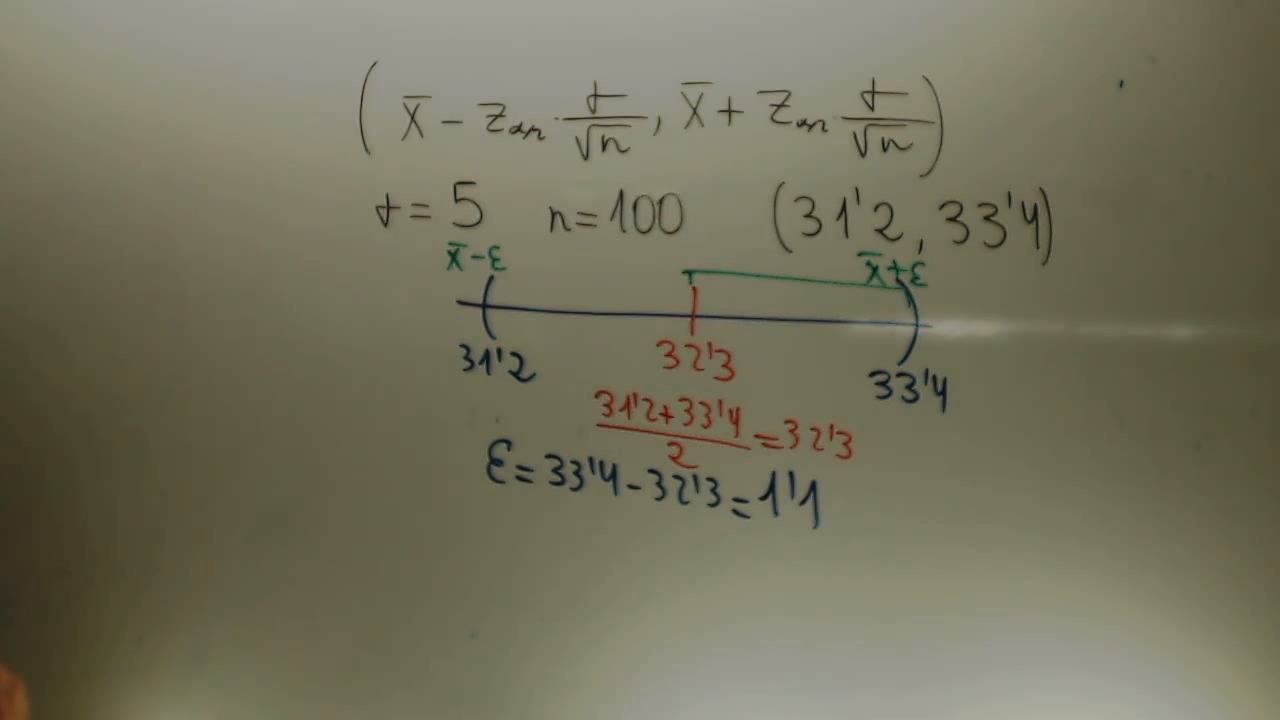 (x̄ − z_{α/2} · σ/√n, x̄ + z_{α/2} σ/√n)
σ = 5 n = 100 (31'2, 33'4)
x̄−ε x̄+ε
31'2 32'3 33'4
(31'2+33'4)/2 = 32'3
ε = 33'4 − 32'3 = 1'1